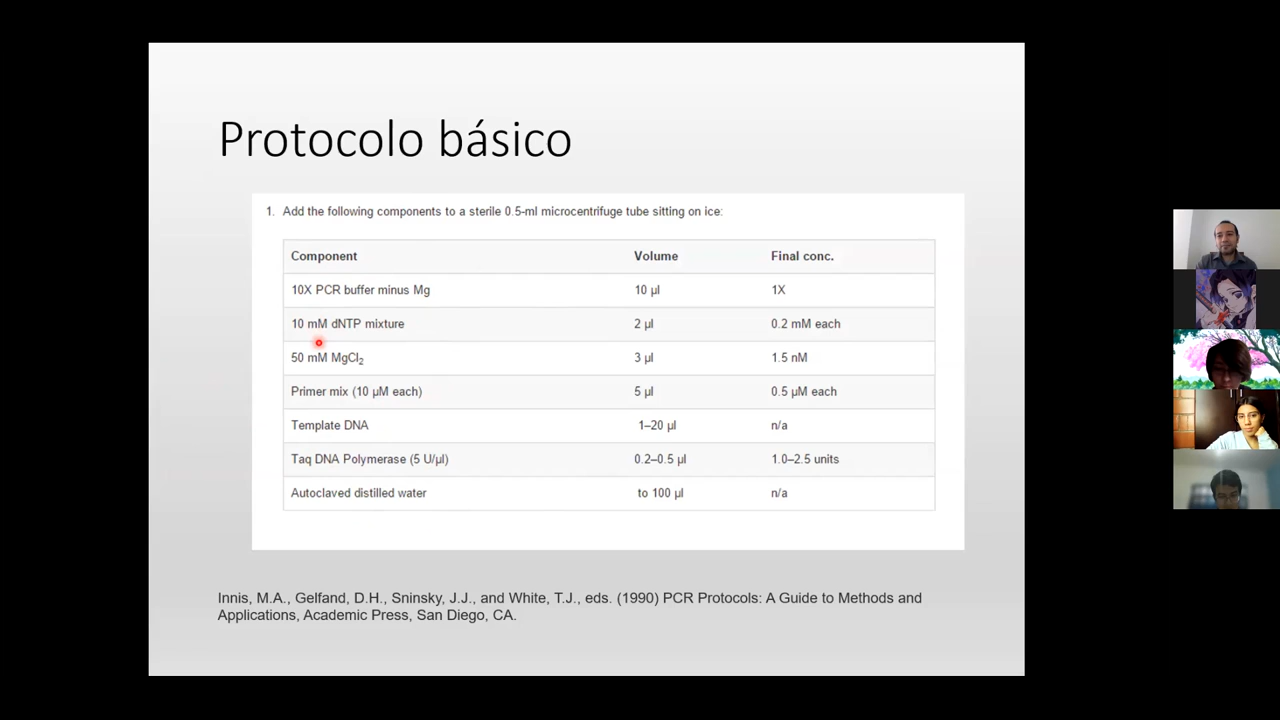 Protocolo básico
1. Add the following components to a sterile 0.5-ml microcentrifuge tube sitting on ice:
Component Volume Final conc.
10X PCR buffer minus Mg 10 µl 1X
10 mM dNTP mixture 2 µl 0.2 mM each
50 mM MgCl₂ 3 µl 1.5 nM
Primer mix (10 µM each) 5 µl 0.5 µM each
Template DNA 1–20 µl n/a
Taq DNA Polymerase (5 U/µl) 0.2–0.5 µl 1.0–2.5 units
Autoclaved distilled water to 100 µl n/a
Innis, M.A., Gelfand, D.H., Sninsky, J.J., and White, T.J., eds. (1990) PCR Protocols: A Guide to Methods and
Applications, Academic Press, San Diego, CA.